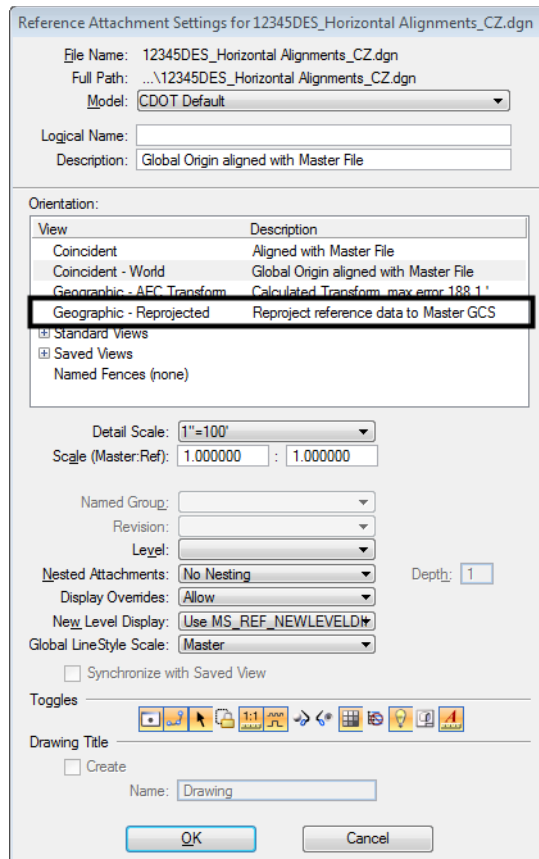 Reference Attachment Settings for 12345DES_Horizontal Alignments_CZ.dgn
File Name: 12345DES_Horizontal Alignments_CZ.dgn
Full Path: ...\12345DES_Horizontal Alignments_CZ.dgn
Model: CDOT Default
Logical Name:
Description: Global Origin aligned with Master File
Orientation:
View Description
Coincident Aligned with Master File
Coincident - World Global Origin aligned with Master File
Geographic - AEC Transform Calculated Transform, max error 188.1 '
Geographic - Reprojected Reproject reference data to Master GCS
Standard Views
Saved Views
Named Fences (none)
Detail Scale: 1"=100'
Scale (Master:Ref): 1.000000 : 1.000000
Named Group:
Revision:
Level:
Nested Attachments: No Nesting Depth: 1
Display Overrides: Allow
New Level Display: Use MS_REF_NEWLEVELDI
Global LineStyle Scale: Master
Synchronize with Saved View
Toggles
1:1 A
Drawing Title
Create
Name: Drawing
OK Cancel